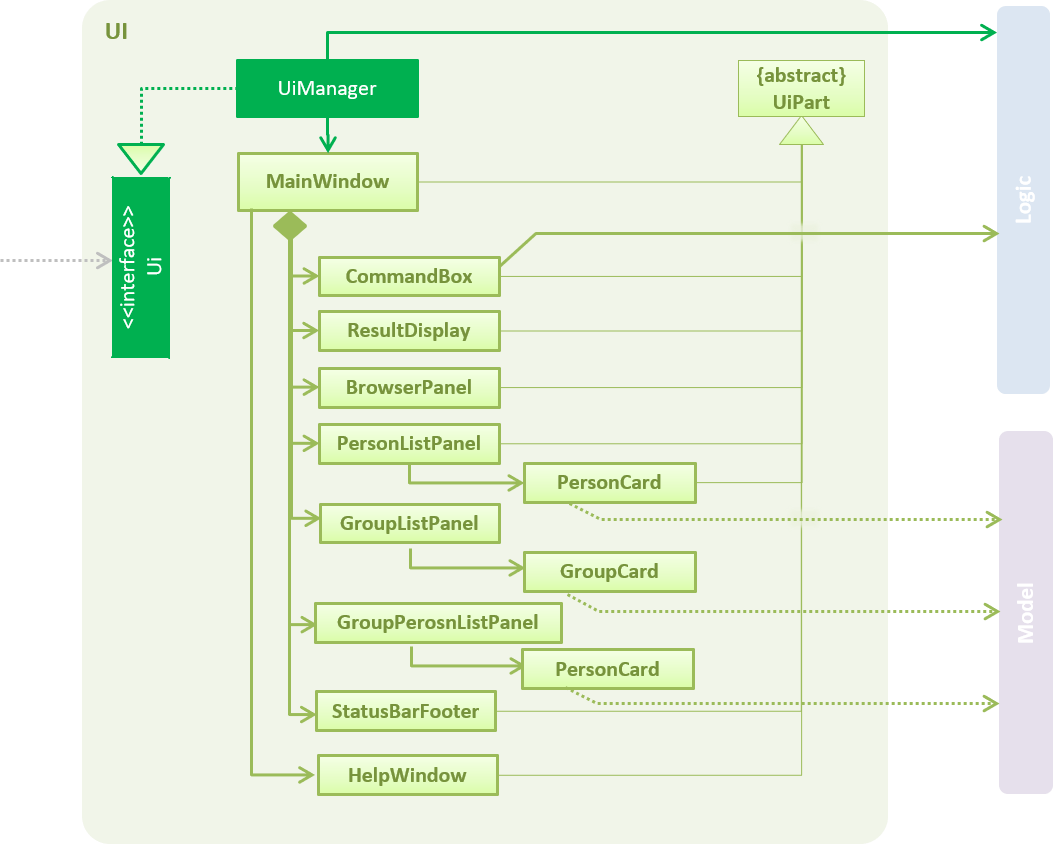 UI
UiManager
{abstract}
UiPart
MainWindow
<<interface>>
Ui
Logic
CommandBox
ResultDisplay
BrowserPanel
PersonListPanel
PersonCard
GroupListPanel
GroupCard
GroupPerosnListPanel
PersonCard
StatusBarFooter
HelpWindow
Model